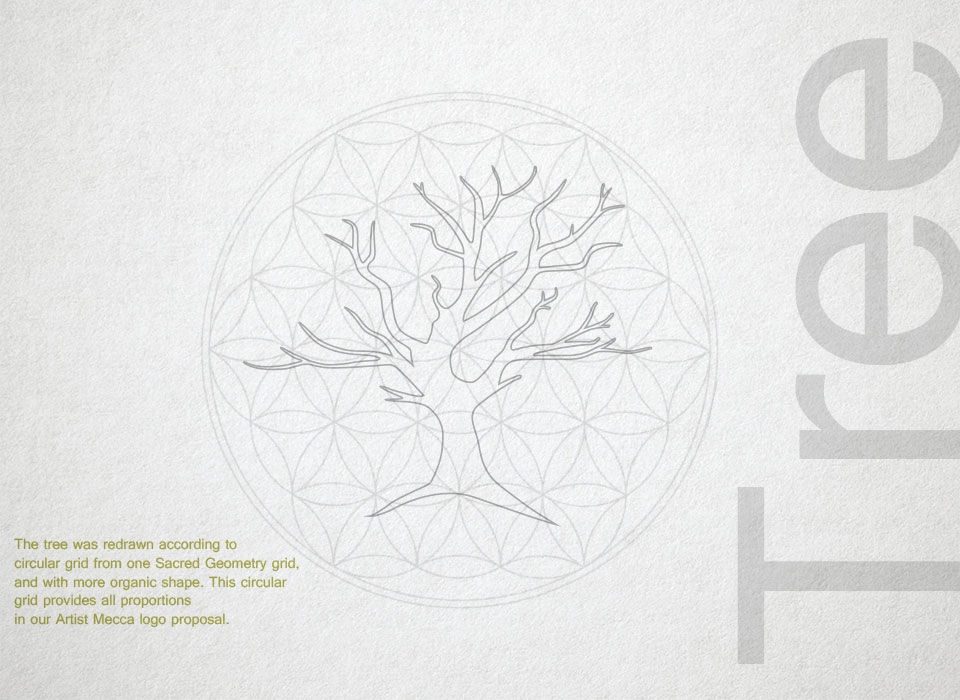 Tree
The tree was redrawn according to
circular grid from one Sacred Geometry grid,
and with more organic shape. This circular
grid provides all proportions
in our Artist Mecca logo proposal.